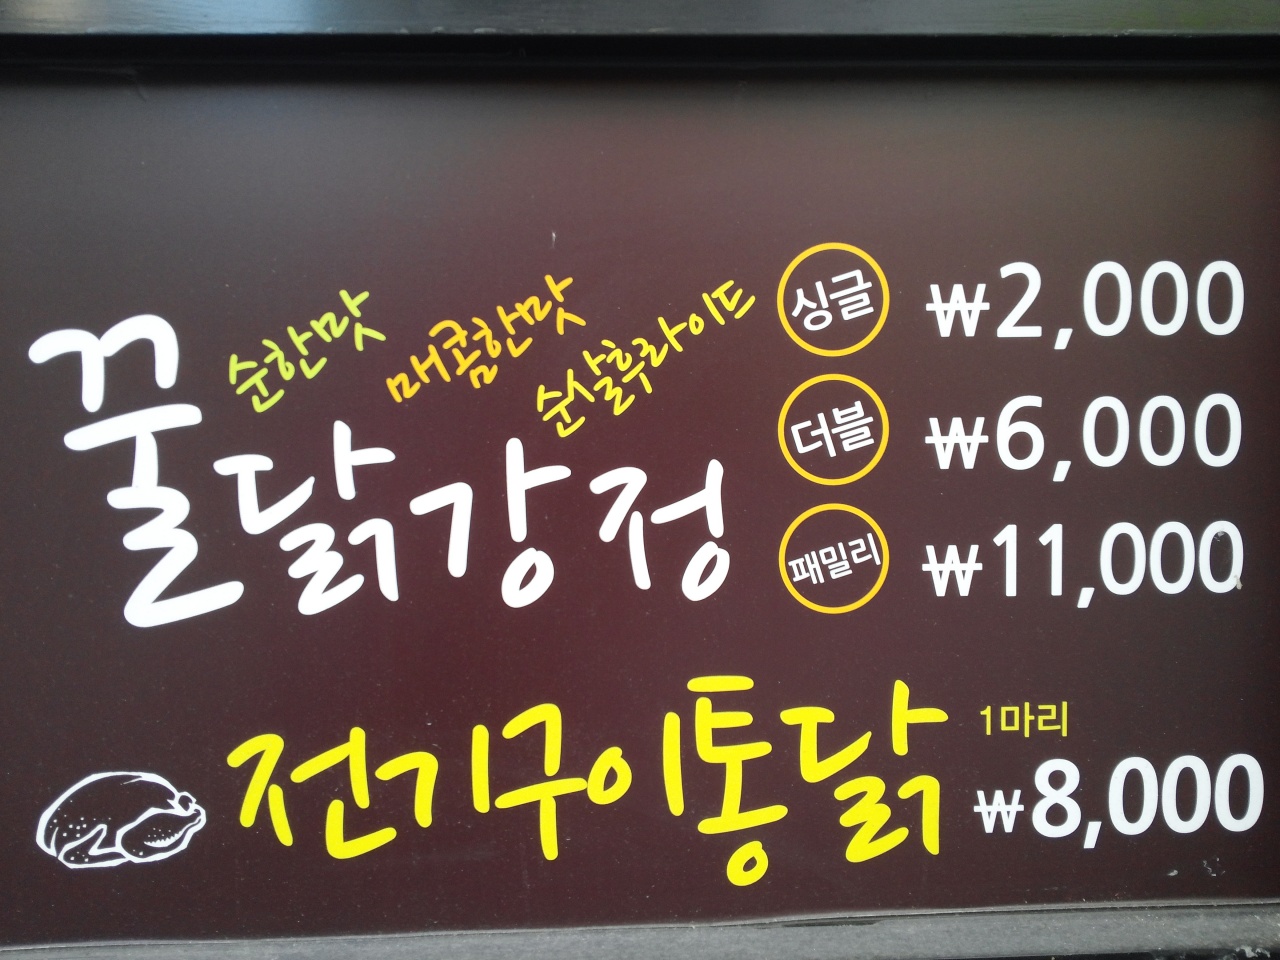 순한맛 매콤한맛 순살후라이드
꿀닭강정
싱글 ₩2,000
더블 ₩6,000
패밀리 ₩11,000
전기구이통닭 1마리 ₩8,000